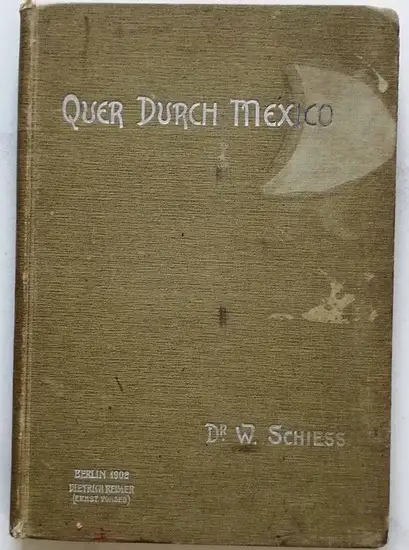 QUER DURCH MEXICO
DR W. SCHIESS
BERLIN 1902
DIETRICH REIMER
(ERNST VOHSEN)